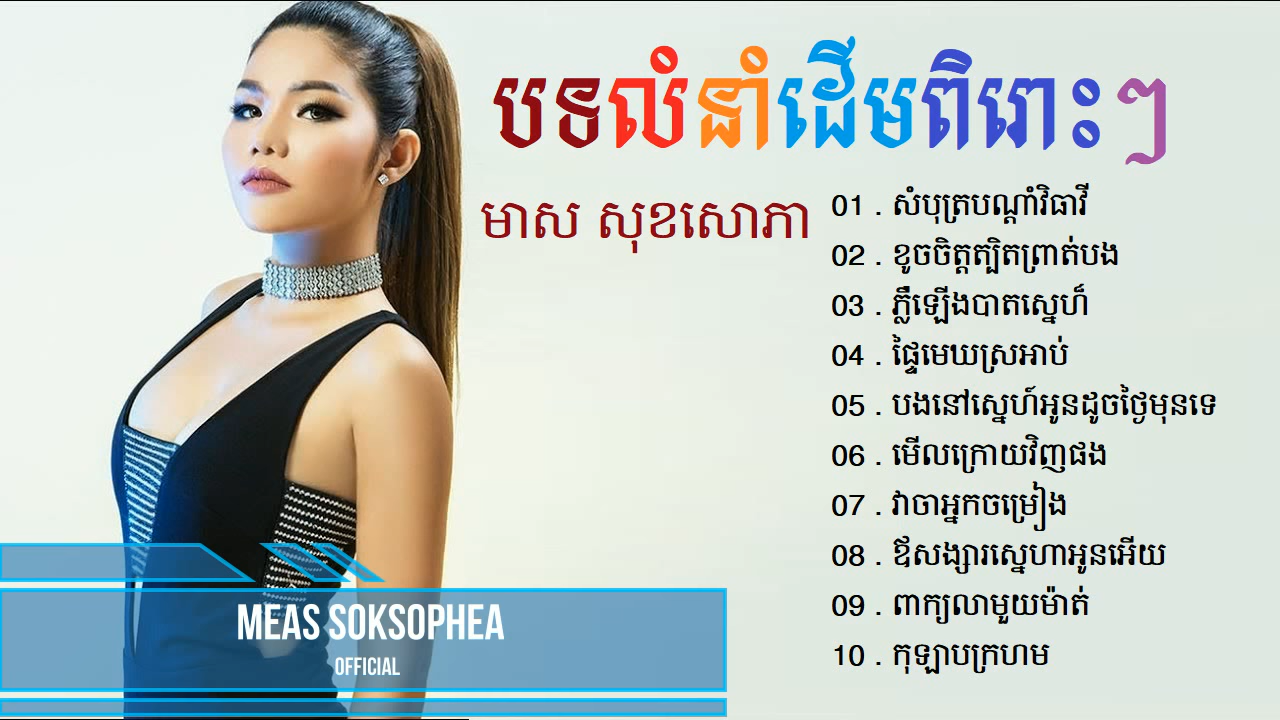 បទលំនាំដើមពិរោះៗ
មាស សុខសោភា
01 . សំបុត្របណ្ដាំវិធាវី
02 . ខូចចិត្តត្បិតព្រាត់បង
03 . ភ្លឺឡើងបាតស្នេហ៍
04 . ផ្ទៃមេឃស្រអាប់
05 . បងនៅស្នេហ៍អូនដូចថ្ងៃមុនទេ
06 . មើលក្រោយវិញផង
07 . វាចាអ្នកចម្រៀង
08 . ឪសង្សារស្នេហាអូនអើយ
09 . ពាក្យលាមួយម៉ាត់
10 . កុឡាបក្រហម
MEAS SOKSOPHEA
OFFICIAL